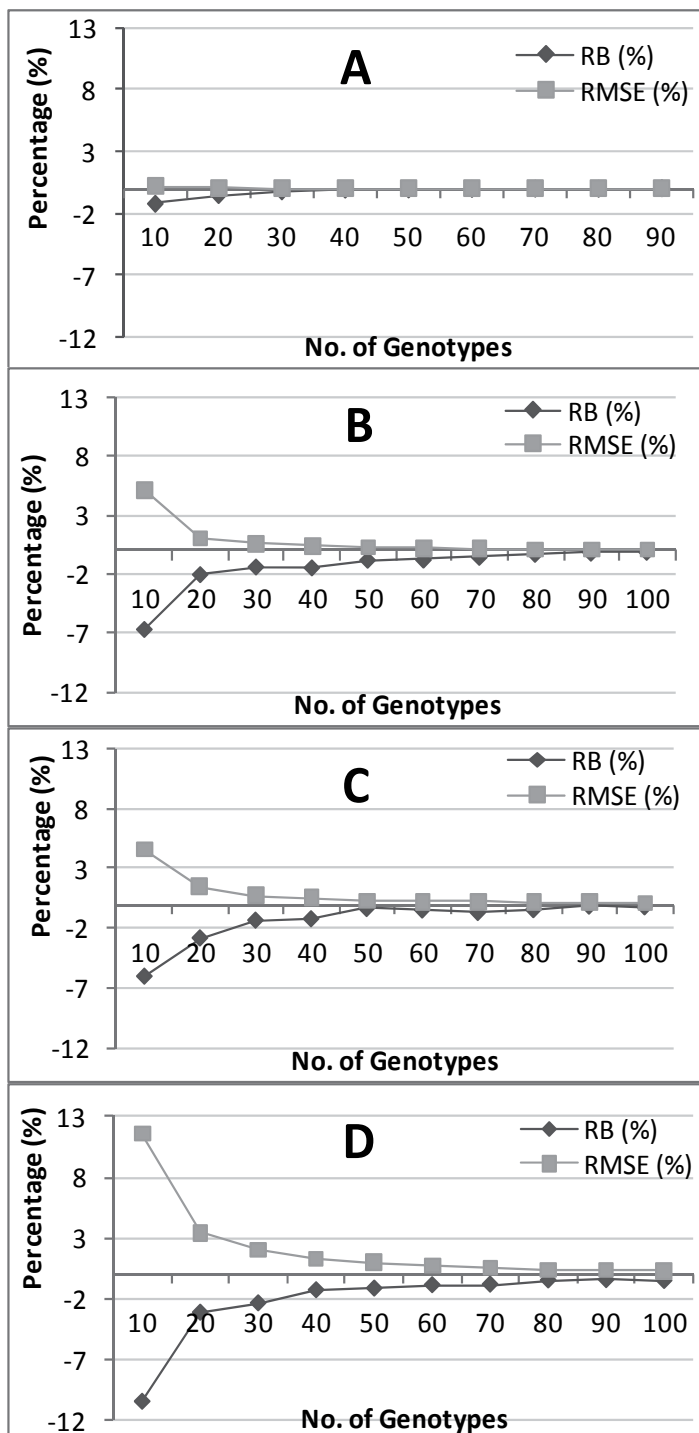 13
8
3
-2
-7
-12
Percentage (%)
A
RB (%)
RMSE (%)
10 20 30 40 50 60 70 80 90
No. of Genotypes
13
8
3
-2
-7
-12
Percentage (%)
B
RB (%)
RMSE (%)
10 20 30 40 50 60 70 80 90 100
No. of Genotypes
13
8
3
-2
-7
-12
Percentage (%)
C
RB (%)
RMSE (%)
10 20 30 40 50 60 70 80 90 100
No. of Genotypes
13
8
3
-2
-7
-12
Percentage (%)
D
RB (%)
RMSE (%)
10 20 30 40 50 60 70 80 90 100
No. of Genotypes